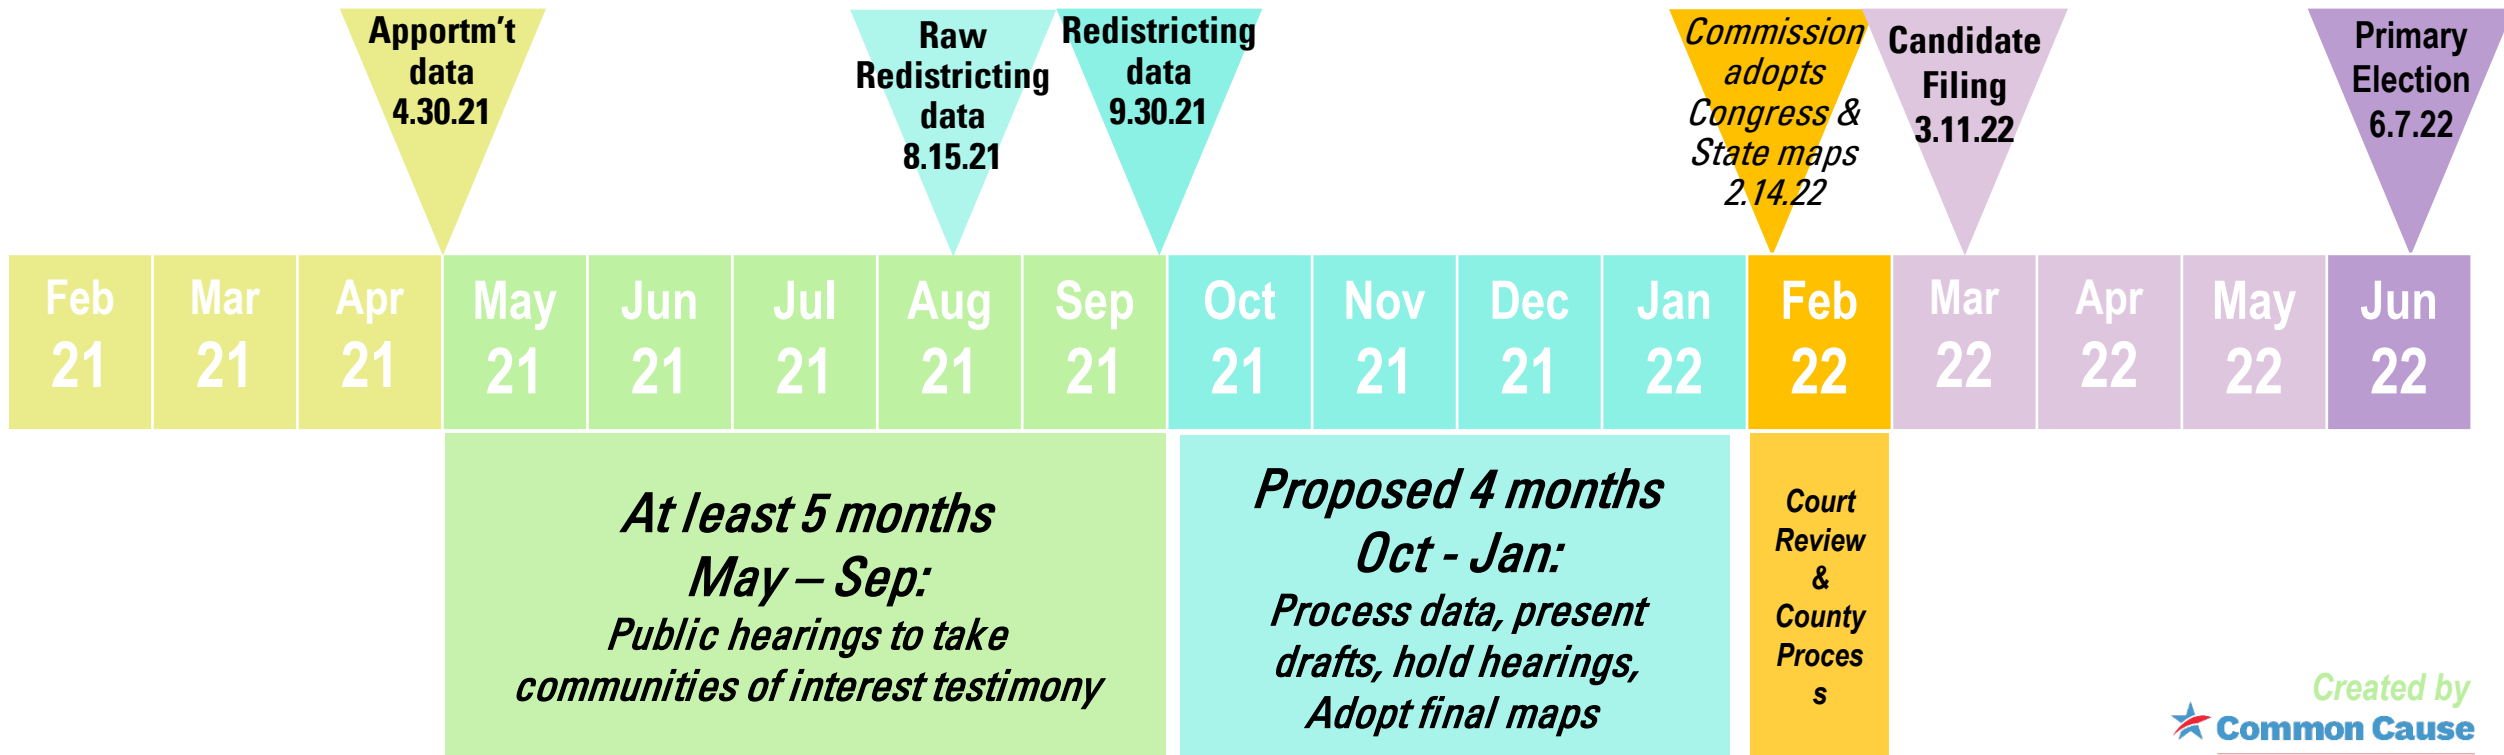 Apportm't
data
4.30.21
Raw
Redistricting
data
8.15.21
Redistricting
data
9.30.21
Commission
adopts
Congress &
State maps
2.14.22
Candidate
Filing
3.11.22
Primary
Election
6.7.22
Feb
21
Mar
21
Apr
21
May
21
Jun
21
Jul
21
Aug
21
Sep
21
Oct
21
Nov
21
Dec
21
Jan
22
Feb
22
Mar
22
Apr
22
May
22
Jun
22
At least 5 months
May – Sep:
Public hearings to take
communities of interest testimony
Proposed 4 months
Oct - Jan:
Process data, present
drafts, hold hearings,
Adopt final maps
Court
Review
&
County
Proces
s
Created by
Common Cause